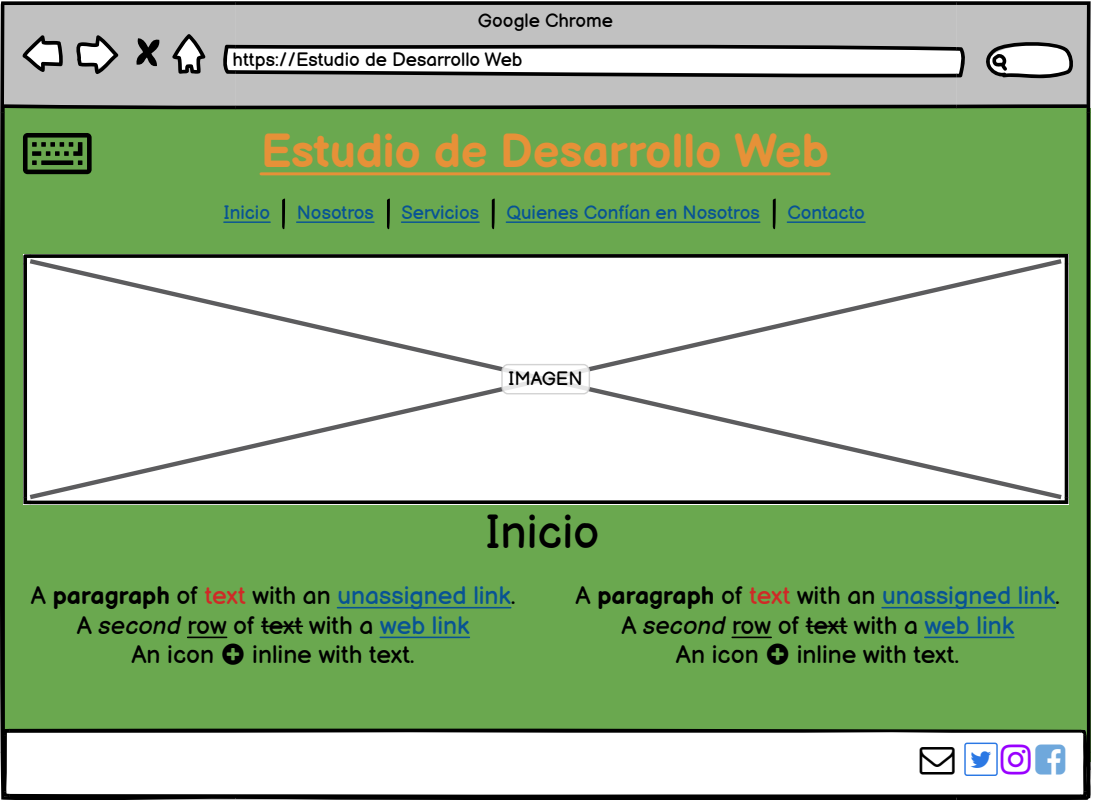 Google Chrome
https://Estudio de Desarrollo Web
Estudio de Desarrollo Web
Inicio | Nosotros | Servicios | Quienes Confían en Nosotros | Contacto
IMAGEN
Inicio
A paragraph of text with an unassigned link.
A second row of text with a web link
An icon inline with text.
A paragraph of text with an unassigned link.
A second row of text with a web link
An icon inline with text.